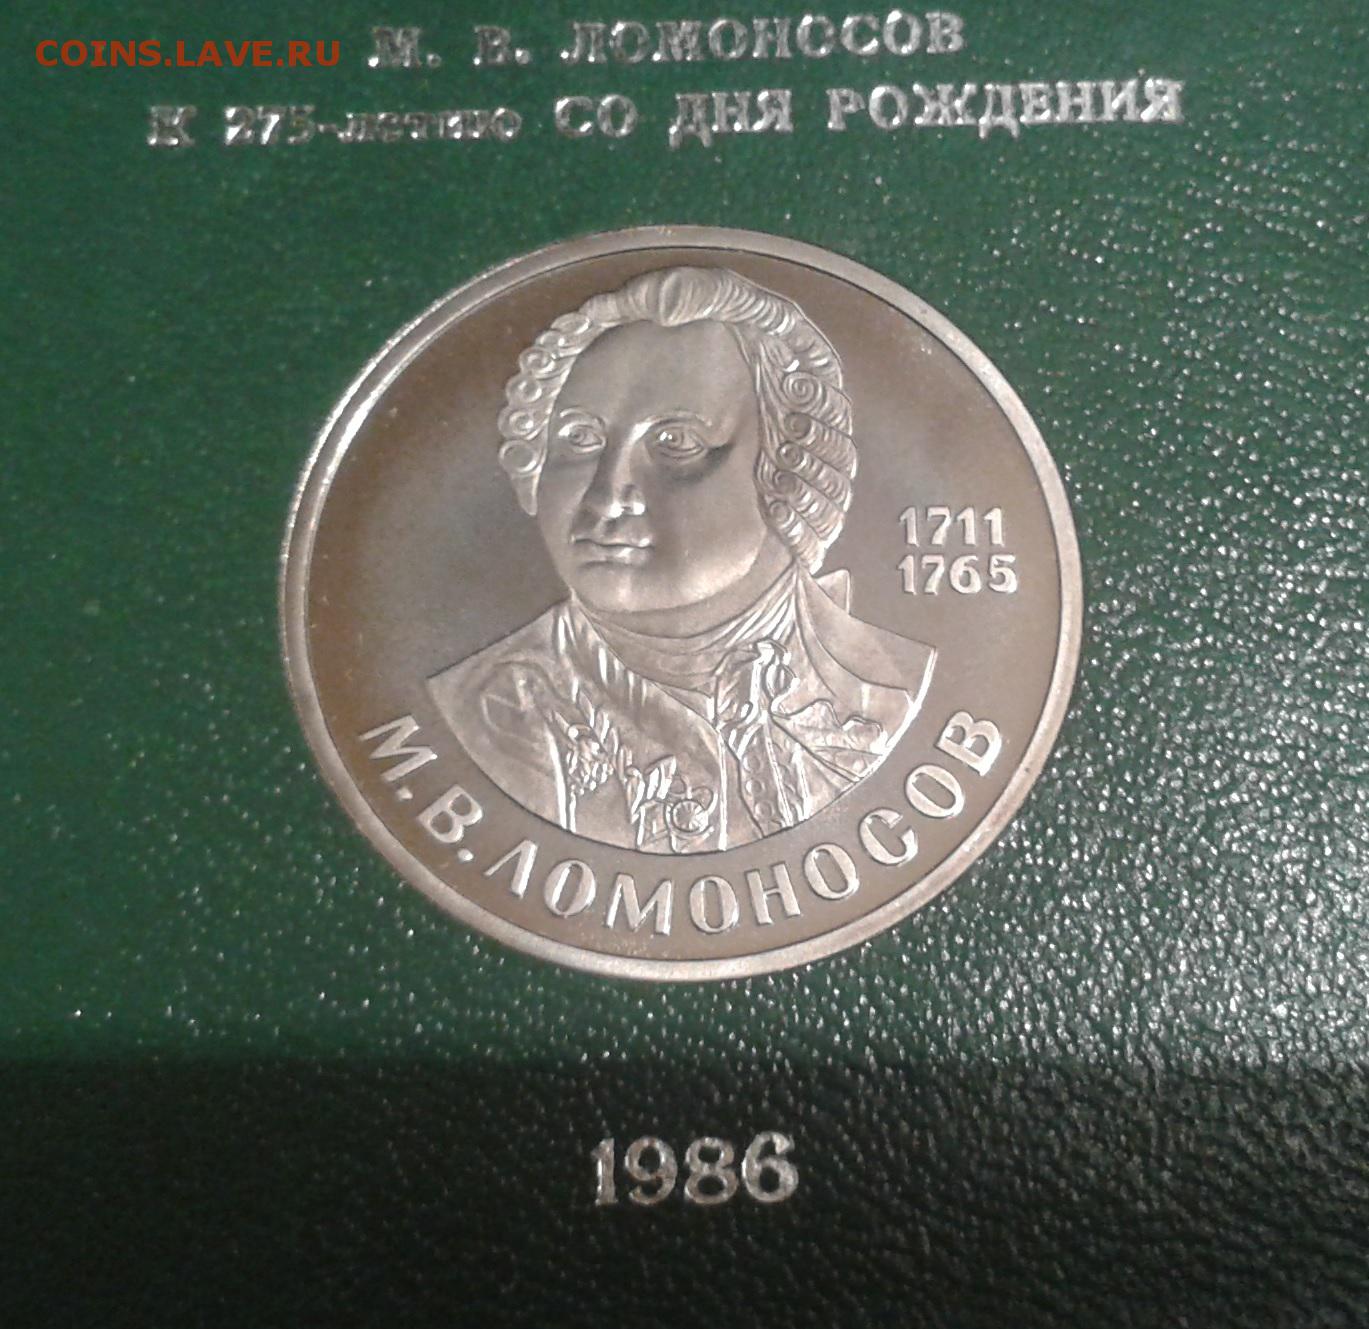 COINS.LAVE.RU
М. В. ЛОМОНОСОВ
К 275-летию СО ДНЯ РОЖДЕНИЯ
1711
1765
М.В.ЛОМОНОСОВ
1986